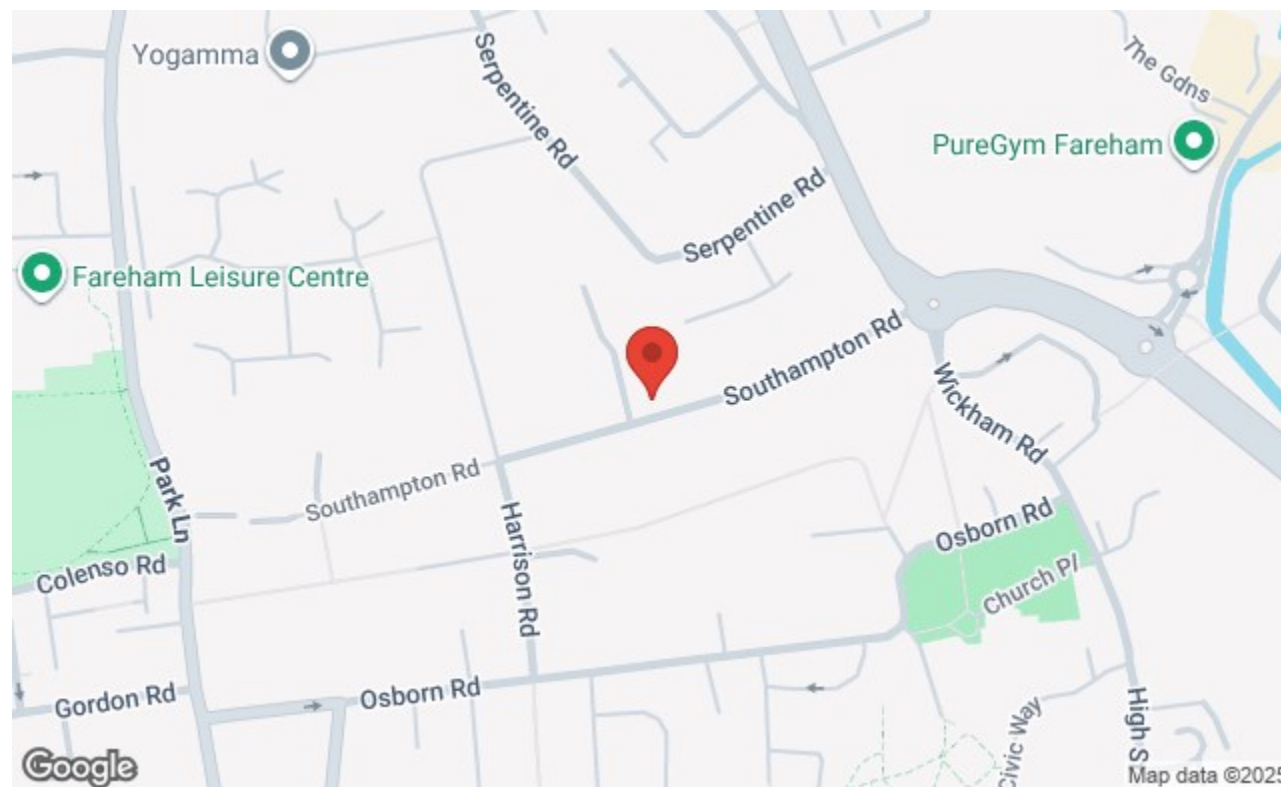 Yogamma
Serpentine Rd
The Gdns
PureGym Fareham
Serpentine Rd
Fareham Leisure Centre
Southampton Rd
Wickham Rd
Park Ln
Southampton Rd
Harrison Rd
Osborn Rd
Colenso Rd
Church Pl
Gordon Rd
Osborn Rd
Civic Way
High S
Google
Map data ©2025